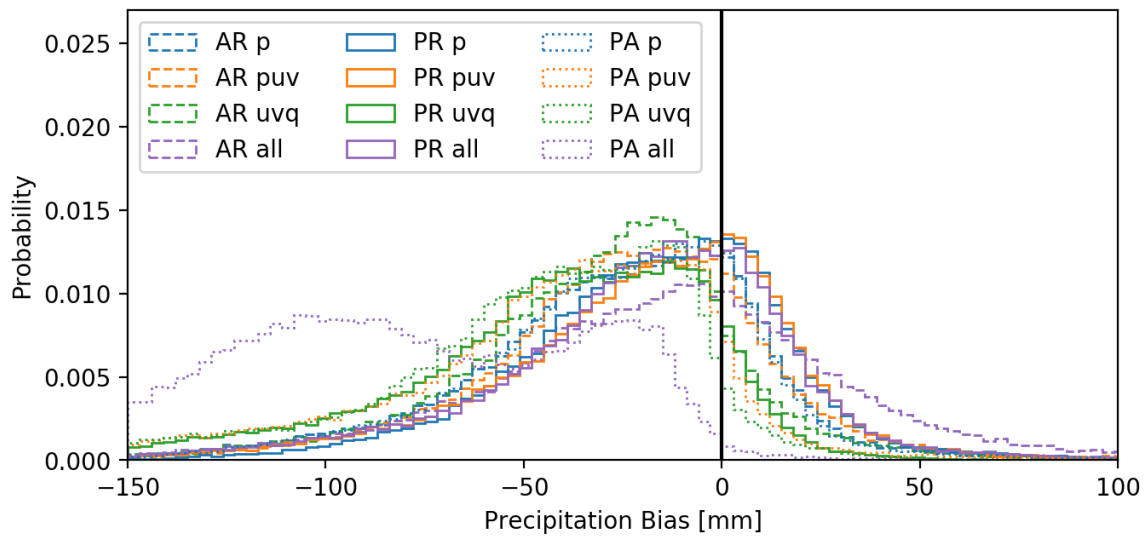 0.025
0.020
0.015
0.010
0.005
0.000
Probability
AR p PR p PA p
AR puv PR puv PA puv
AR uvq PR uvq PA uvq
AR all PR all PA all
−150 −100 −50 0 50 100
Precipitation Bias [mm]